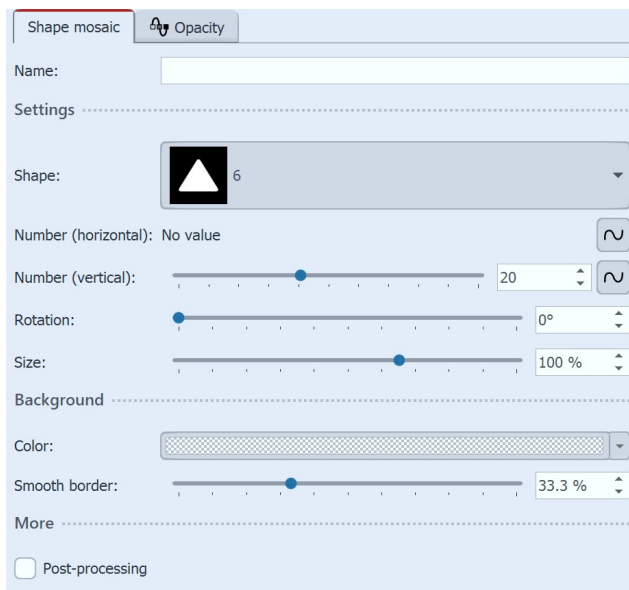 Shape mosaic
Opacity
Name:
Settings
Shape: 6
Number (horizontal): No value
Number (vertical): 20
Rotation: 0°
Size: 100 %
Background
Color:
Smooth border: 33.3 %
More
Post-processing